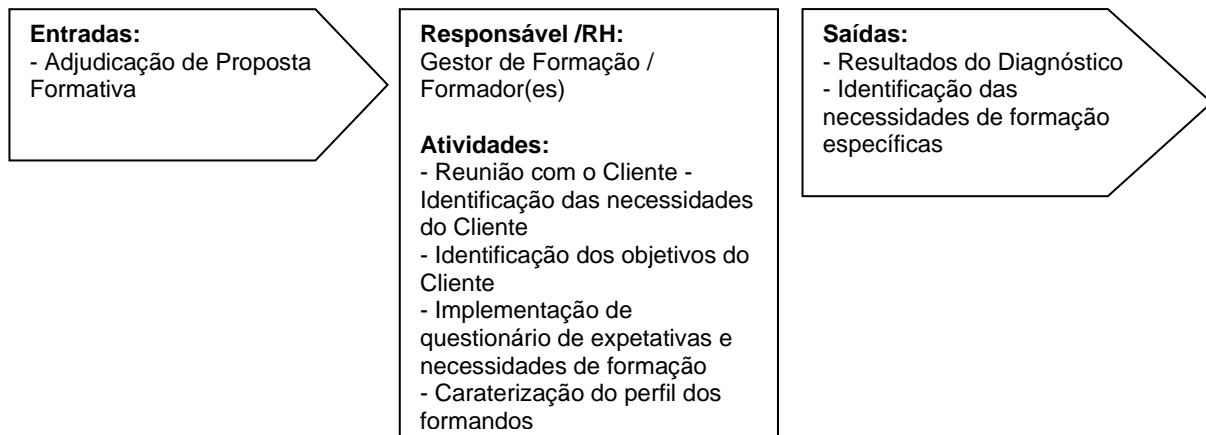 Entradas:
- Adjudicação de Proposta
Formativa
Responsável /RH:
Gestor de Formação /
Formador(es)
Atividades:
- Reunião com o Cliente -
Identificação das necessidades
do Cliente
- Identificação dos objetivos do
Cliente
- Implementação de
questionário de expetativas e
necessidades de formação
- Caraterização do perfil dos
formandos
Saídas:
- Resultados do Diagnóstico
- Identificação das
necessidades de formação
específicas